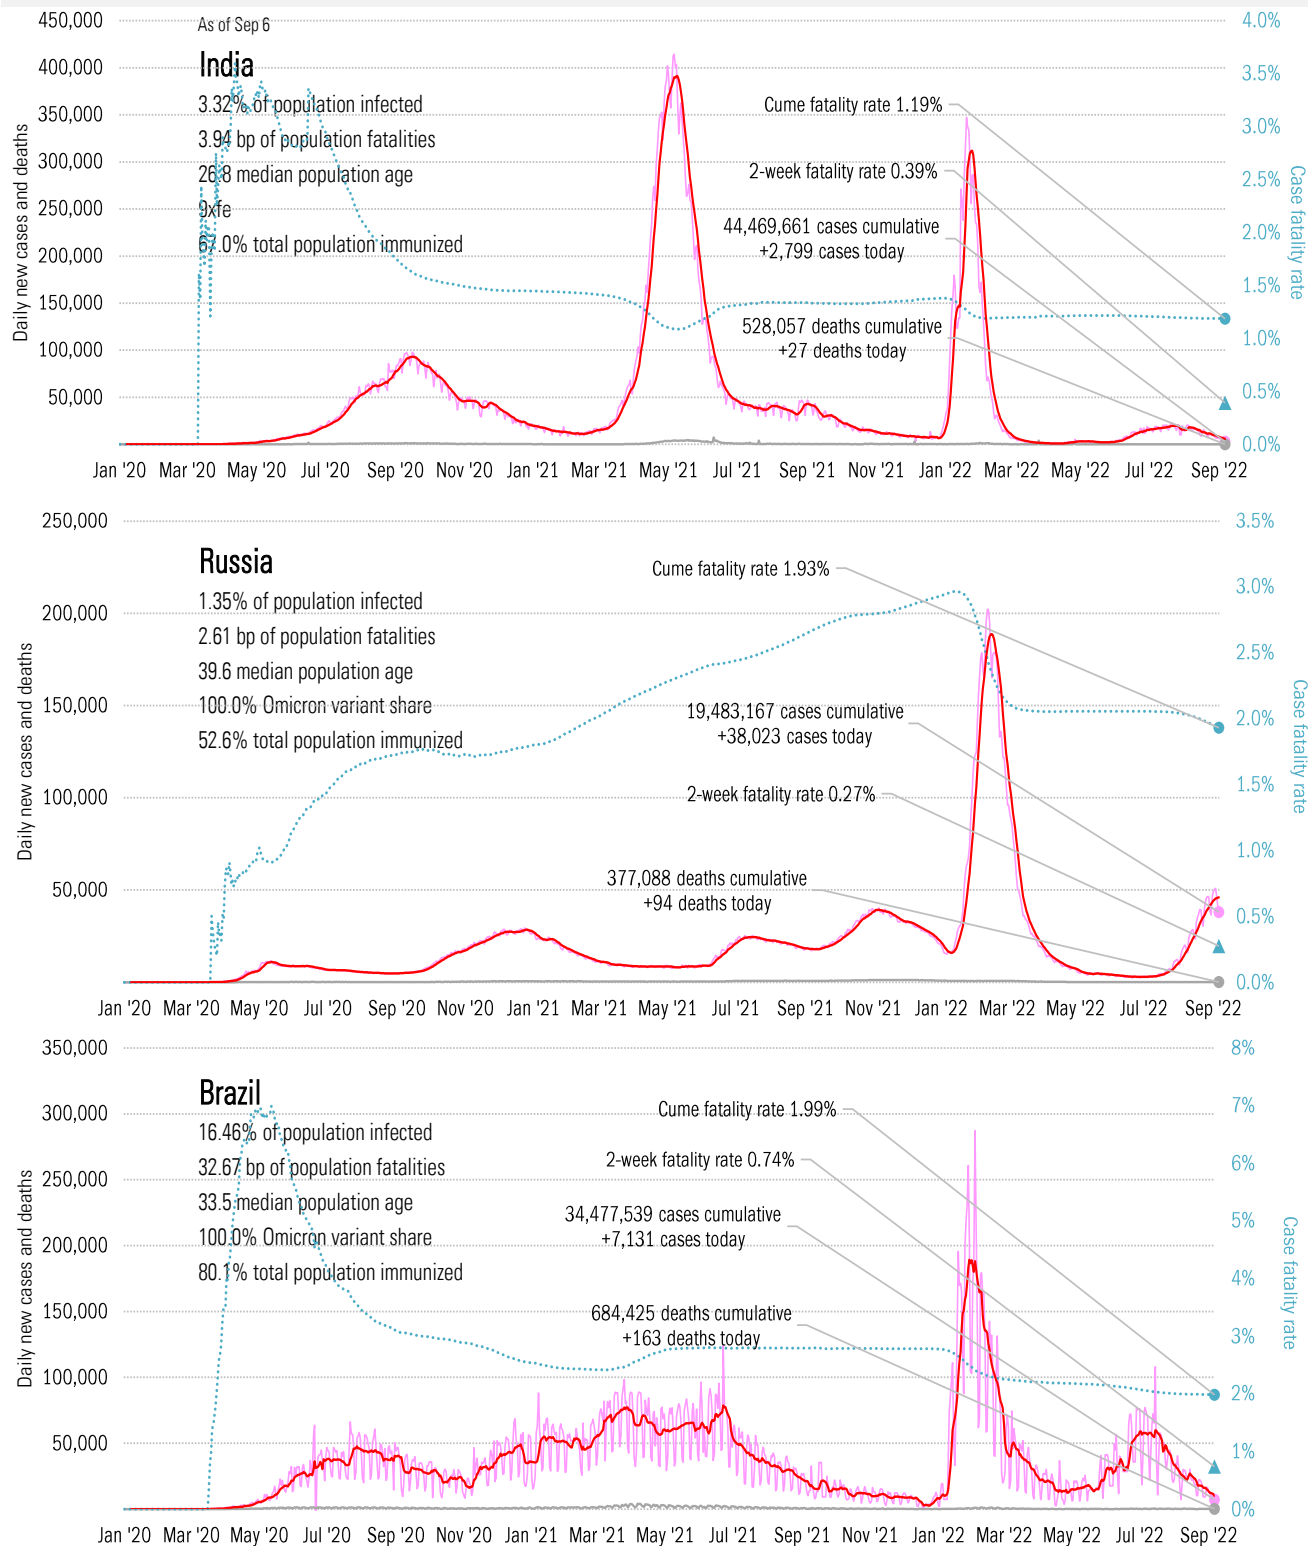 450,000
4.0%
As of Sep 6
India
400,000
3.5%
3.32% of population infected
Cume fatality rate 1.19%
350,000
3.0%
3.94 bp of population fatalities
300,000
2-week fatality rate 0.39%
26.8 median population age
2.5%
250,000
9xfe
44,469,661 cases cumulative
+2,799 cases today
2.0%
total population immunized
200,000
150,000
1.5%
528,057 deaths cumulative
+27 deaths today
100,000
1.0%
50,000
0.5%
0.0%
Daily new cases and deaths
Case fatality rate
Jan '20 Mar '20 May '20 Jul '20 Sep '20 Nov '20 Jan '21 Mar '21 May '21 Jul '21 Sep '21 Nov '21 Jan '22 Mar '22 May '22 Jul '22 Sep '22
250,000
3.5%
Russia
Cume fatality rate 1.93%
3.0%
1.35% of population infected
200,000
2.61 bp of population fatalities
2.5%
39.6 median population age
100.0% Omicron variant share
150,000
19,483,167 cases cumulative
+38,023 cases today
2.0%
52.6% total population immunized
100,000
2-week fatality rate 0.27%
1.5%
1.0%
50,000
377,088 deaths cumulative
+94 deaths today
0.5%
0.0%
Daily new cases and deaths
Case fatality rate
Jan '20 Mar '20 May '20 Jul '20 Sep '20 Nov '20 Jan '21 Mar '21 May '21 Jul '21 Sep '21 Nov '21 Jan '22 Mar '22 May '22 Jul '22 Sep '22
350,000
8%
Brazil
300,000
Cume fatality rate 1.99%
7%
16.46% of population infected
2-week fatality rate 0.74%
6%
32.67 bp of population fatalities
250,000
33.5 median population age
34,477,539 cases cumulative
+7,131 cases today
5%
100.0% Omicron variant share
200,000
80.1% total population immunized
4%
150,000
684,425 deaths cumulative
+163 deaths today
3%
100,000
2%
50,000
1%
0%
Daily new cases and deaths
Case fatality rate
Jan '20 Mar '20 May '20 Jul '20 Sep '20 Nov '20 Jan '21 Mar '21 May '21 Jul '21 Sep '21 Nov '21 Jan '22 Mar '22 May '22 Jul '22 Sep '22